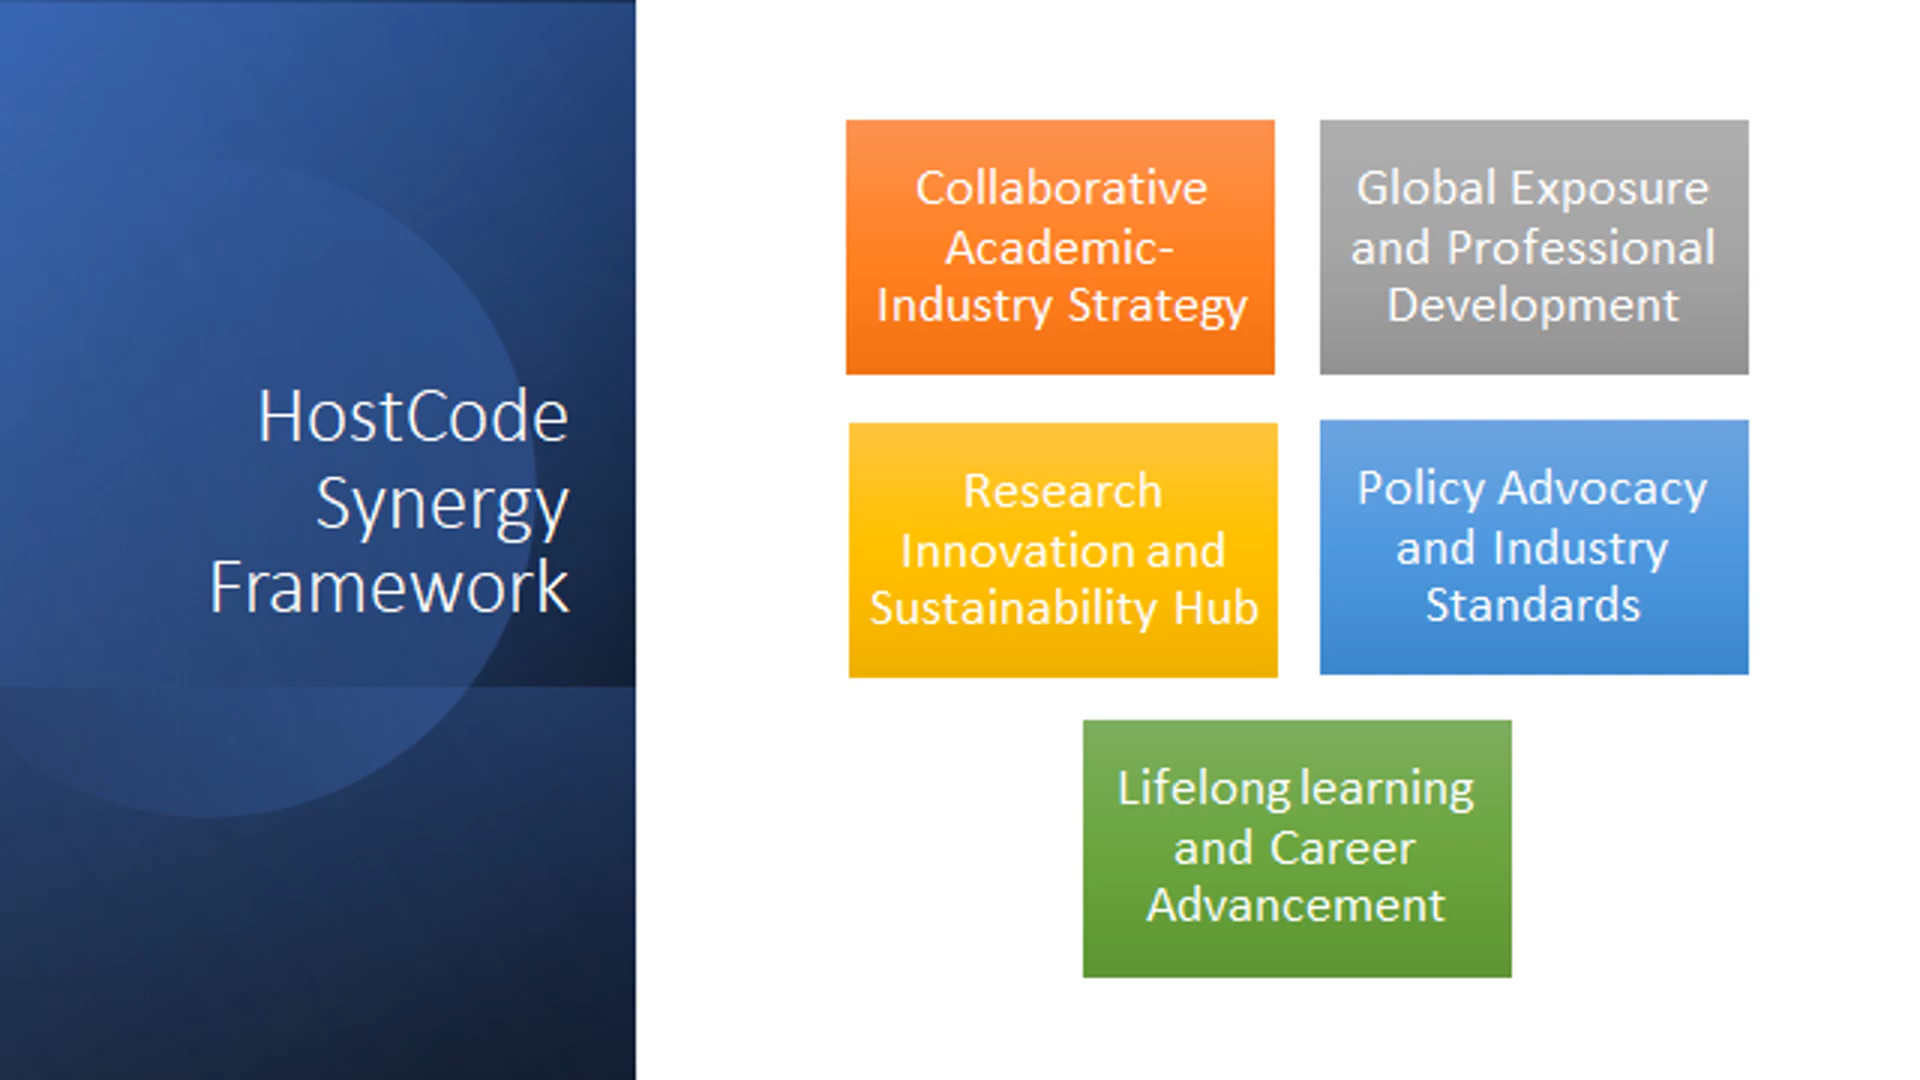 HostCode
Synergy
Framework
Collaborative
Academic-
Industry Strategy
Global Exposure
and Professional
Development
Research
Innovation and
Sustainability Hub
Policy Advocacy
and Industry
Standards
Lifelong learning
and Career
Advancement